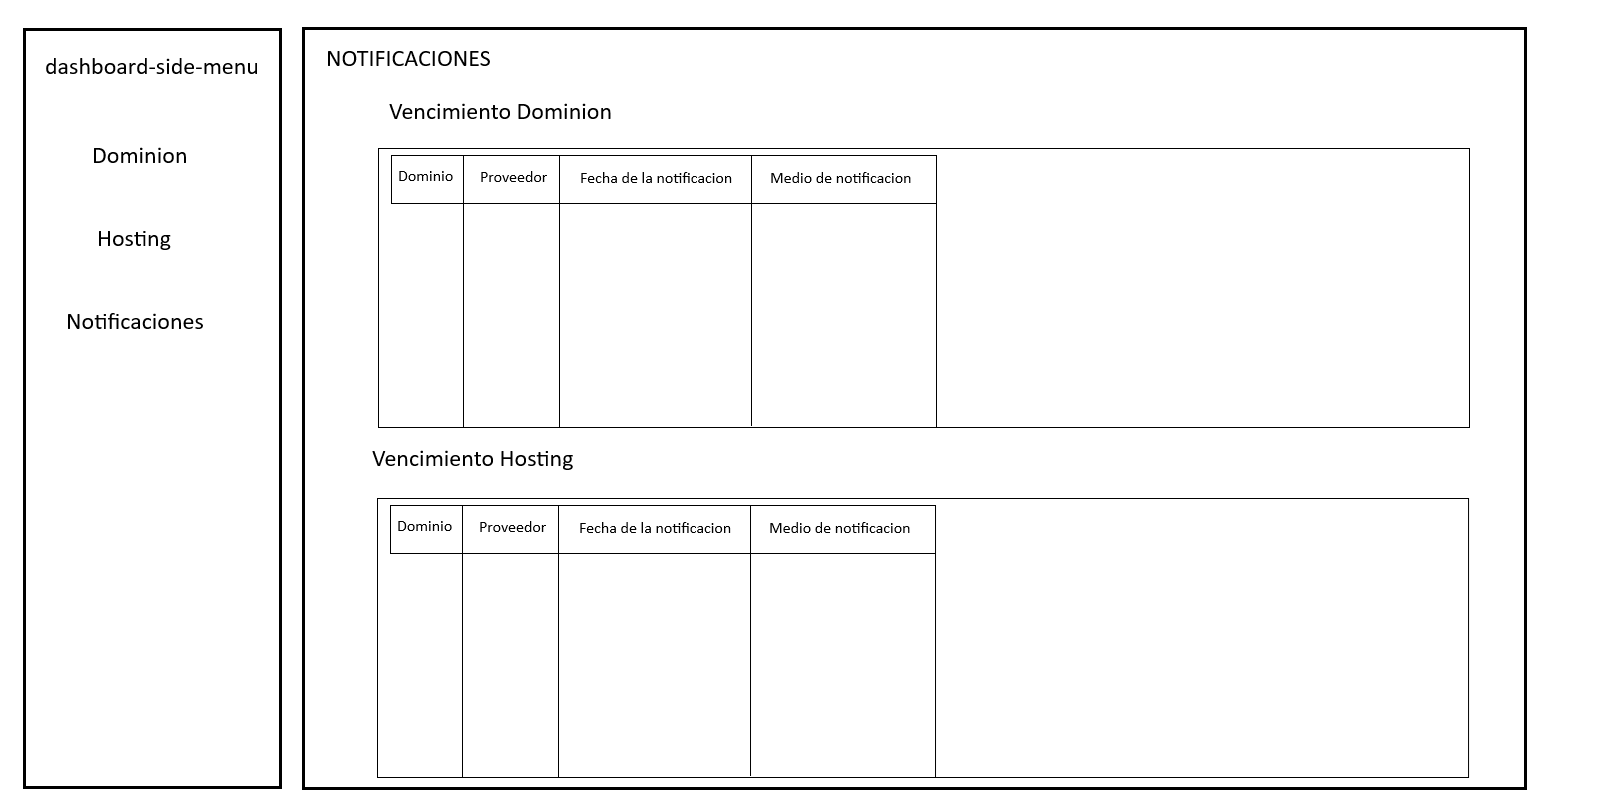 dashboard-side-menu
Dominion
Hosting
Notificaciones
NOTIFICACIONES
Vencimiento Dominion
Dominio Proveedor Fecha de la notificacion Medio de notificacion
Vencimiento Hosting
Dominio Proveedor Fecha de la notificacion Medio de notificacion